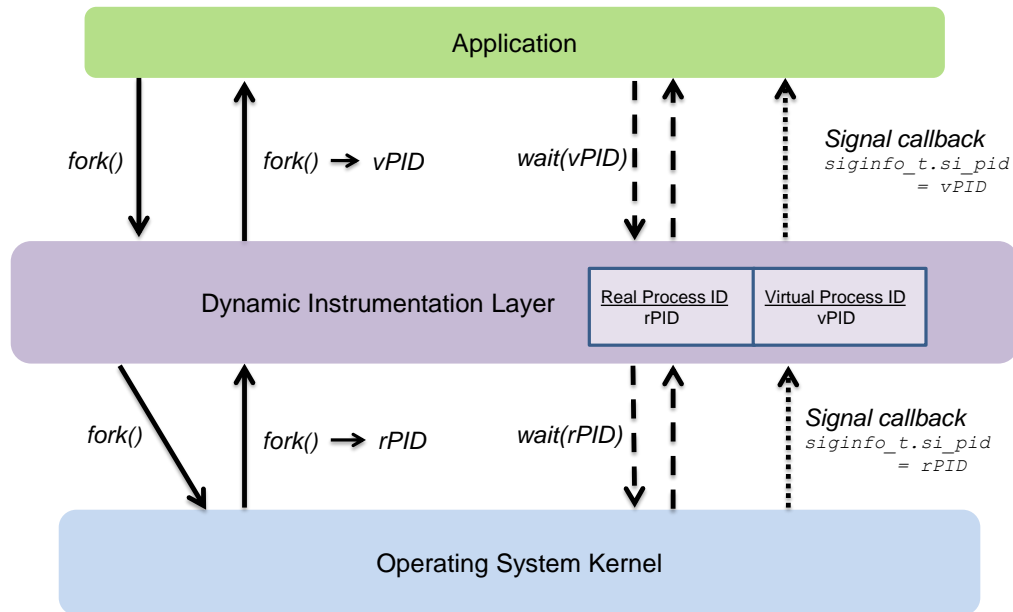 Application
fork()
fork() → vPID
wait(vPID)
Signal callback
siginfo_t.si_pid
= vPID
Dynamic Instrumentation Layer
Real Process ID
rPID
Virtual Process ID
vPID
fork()
fork() → rPID
wait(rPID)
Signal callback
siginfo_t.si_pid
= rPID
Operating System Kernel